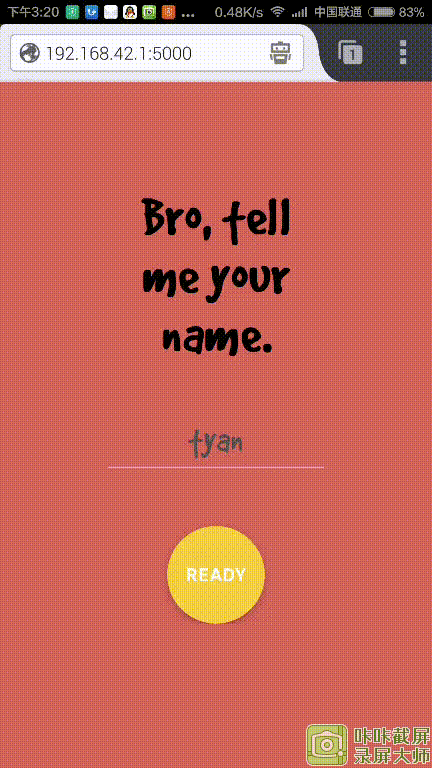 下午3:20 ... 0.48K/s 中国联通 83%
192.168.42.1:5000 1
Bro, tell
me your
name.
tyan
READY
咔咔截屏
录屏大师